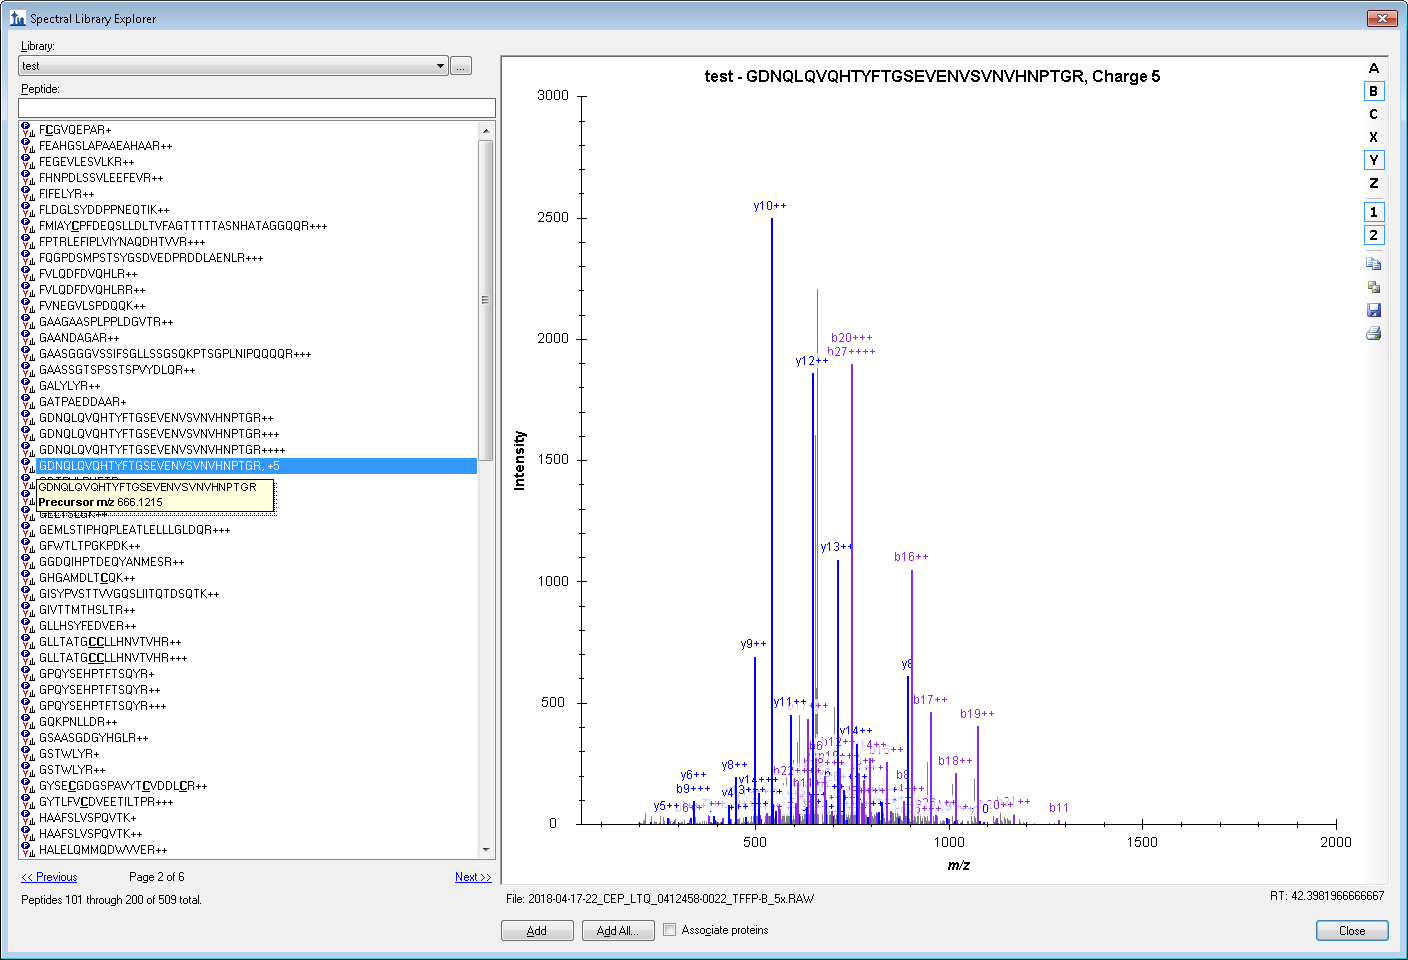 Spectral Library Explorer
Library:
test
...
Peptide:
FCGVQEPAR+
FEAHGSLAPAAEAHAAR++
FEGEVLESVLKR++
FHNPDLSSVLEEFEVR++
FIFELYR++
FLDGLSYDDPPNEQTIK++
FMIAYCPFDEQSLLDLTVFAGTTTTTASNHATAGGQQR+++
FPTRLEFIPLVIYNAQDHTVVR+++
FQGPDSMPSTSYGSDVEDPRDDLAENLR+++
FVLQDFDVQHLR++
FVLQDFDVQHLRR++
FVNEGVLSPDQQK++
GAAGAASPLPPLDGVTR++
GAANDAGAR++
GAASGGGVSSIFSGLLSSGSQKPTSGPLNIPQQQQR+++
GAASSGTSPSSTSPVYDLQR++
GALYLYR++
GATPAEDDAAR+
GDNQLQVQHTYFTGSEVENVSVNVHNPTGR++
GDNQLQVQHTYFTGSEVENVSVNVHNPTGR+++
GDNQLQVQHTYFTGSEVENVSVNVHNPTGR++++
GDNQLQVQHTYFTGSEVENVSVNVHNPTGR, +5
GDNQLQVQHTYFTGSEVENVSVNVHNPTGR
Precursor m/z 666.1215
GEMLSTIPHQPLEATLELLLGLDQR+++
GFWTLTPGKPDK++
GGDQIHPTDEQYANMESR++
GHGAMDLTCQK++
GISYPVSTTVVGQSLIITQTDSQTK++
GIVTTMTHSLTR++
GLLHSYFEDVER++
GLLTATGCCLLHNVTVHR++
GLLTATGCCLLHNVTVHR+++
GPQYSEHPTFTSQYR+
GPQYSEHPTFTSQYR++
GPQYSEHPTFTSQYR+++
GQKPNLLDR++
GSAASGDGYHGLR++
GSTWLYR+
GSTWLYR++
GYSECGDGSPAVYTCVDDLCR++
GYTLFVCDVEETILTPR+++
HAAFSLVSPQVTK+
HAAFSLVSPQVTK++
HALELQMMQDWVVER++
<< Previous
Page 2 of 6
Next >>
Peptides 101 through 200 of 509 total.
test - GDNQLQVQHTYFTGSEVENVSVNVHNPTGR, Charge 5
3000
2500
2000
1500
1000
500
0
Intensity
y10++
b20+++
b27++++
y12++
y13++
b16++
y9++
y8
y11++
b17++
b19++
y14++
b18++
y8++
y6++
b9+++
y5++
b11
500
1000
1500
2000
m/z
A
B
C
X
Y
Z
1
2
File: 2018-04-17-22_CEP_LTQ_0412458-0022_TFFP-B_5x.RAW
RT: 42.3981966666667
Add
Add All...
Associate proteins
Close